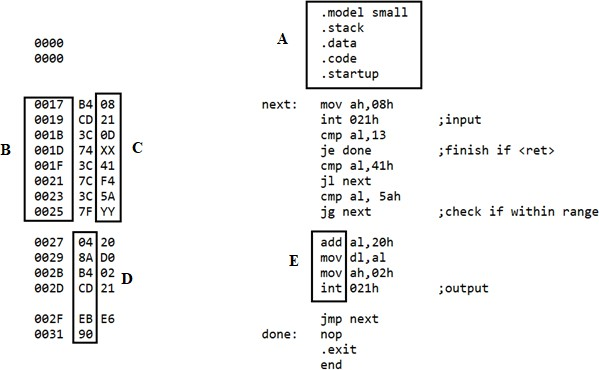 A
.model small
.stack
0000 .data
0000 .code
.startup
B
C
0017 B4 08 next: mov ah,08h
0019 CD 21 int 021h ;input
001B 3C 0D cmp al,13
001D 74 XX je done ;finish if <ret>
001F 3C 41 cmp al,41h
0021 7C F4 jl next
0023 3C 5A cmp al, 5ah
0025 7F YY jg next ;check if within range
D
E
0027 04 20 add al,20h
0029 8A D0 mov dl,al
002B B4 02 mov ah,02h
002D CD 21 int 021h ;output
002F EB E6 jmp next
0031 90 done: nop
.exit
end